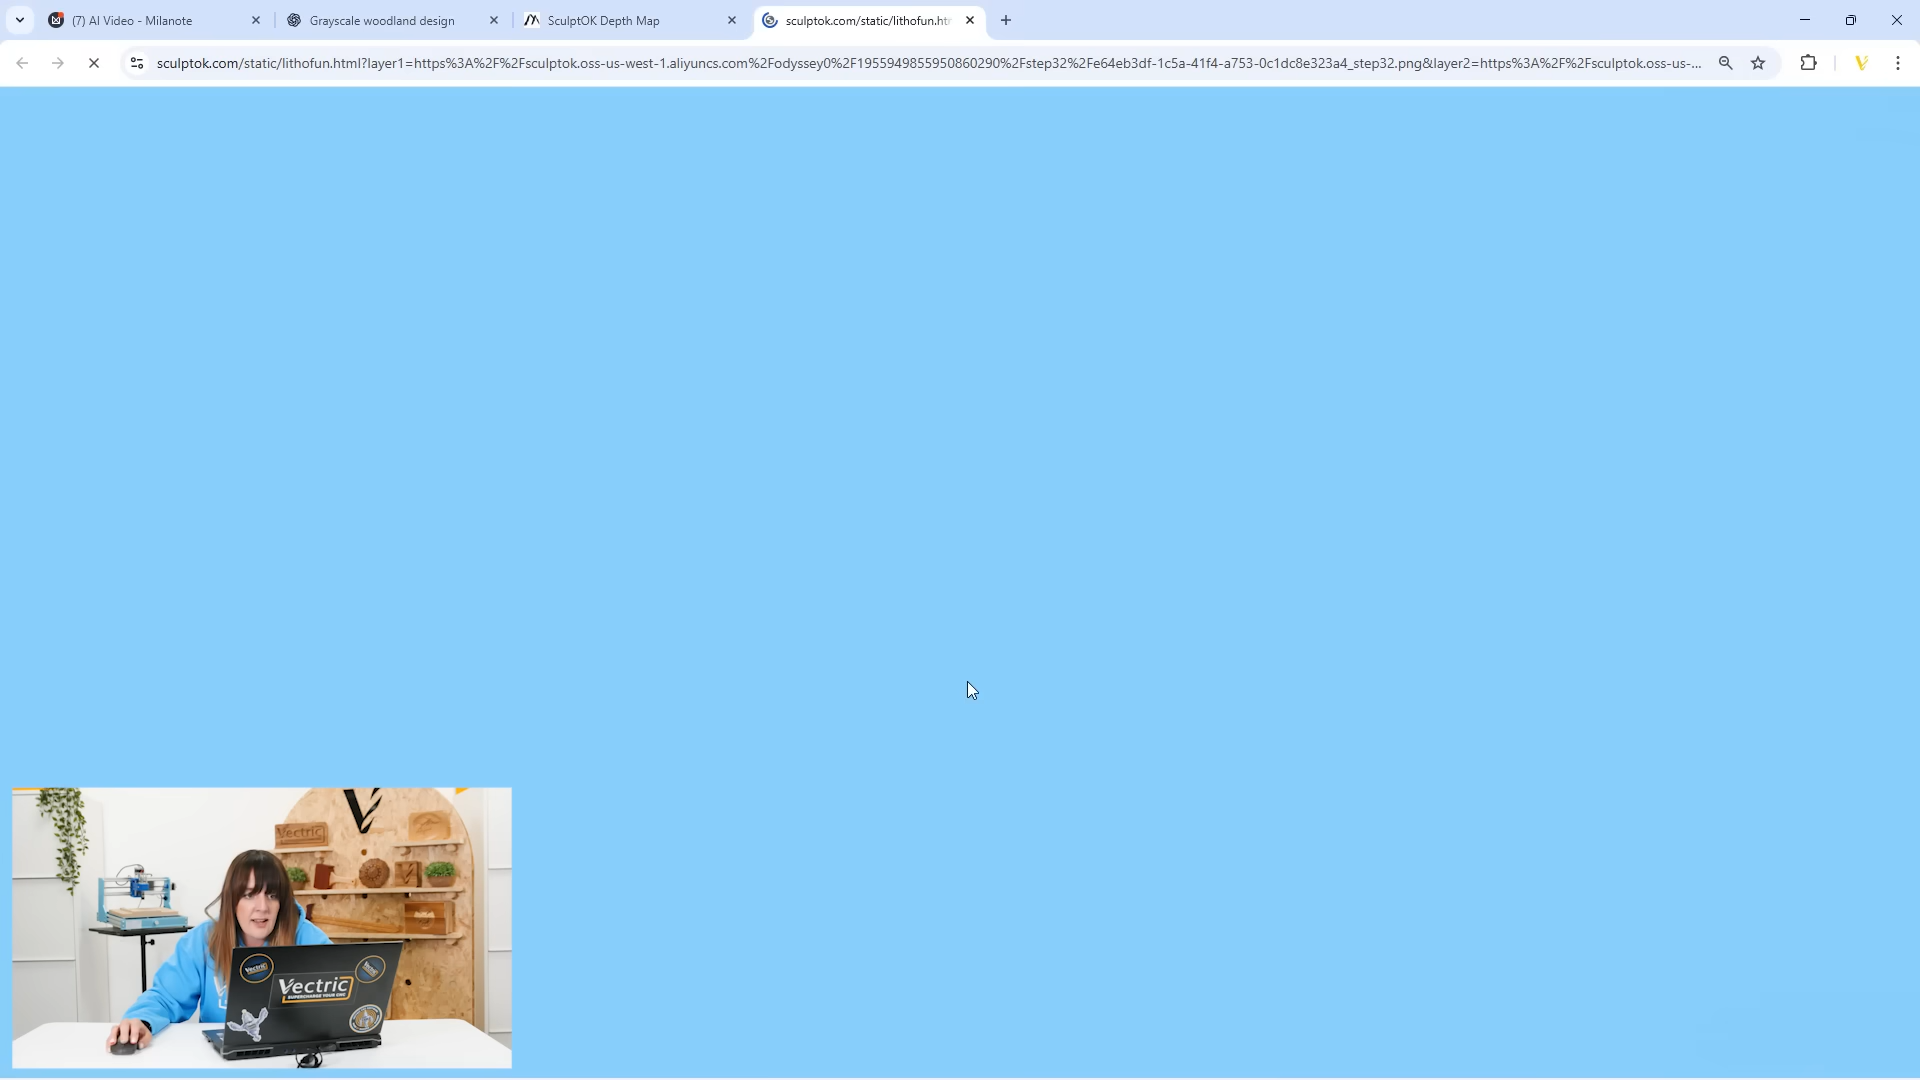 (7) AI Video - Milanote
Grayscale woodland design
SculptOK Depth Map
sculptok.com/static/lithofun.htm
sculptok.com/static/lithofun.html?layer1=https%3A%2F%2Fsculptok.oss-us-west-1.aliyuncs.com%2Fodyssey0%2F1955949855950860290%2Fstep32%2Fe64eb3df-1c5a-41f4-a753-0c1dc8e323a4_step32.png&layer2=https%3A%2F%2Fsculptok.oss-us-...
Vectric
Vectric
Vectric
SUPERCHARGE YOUR CNC